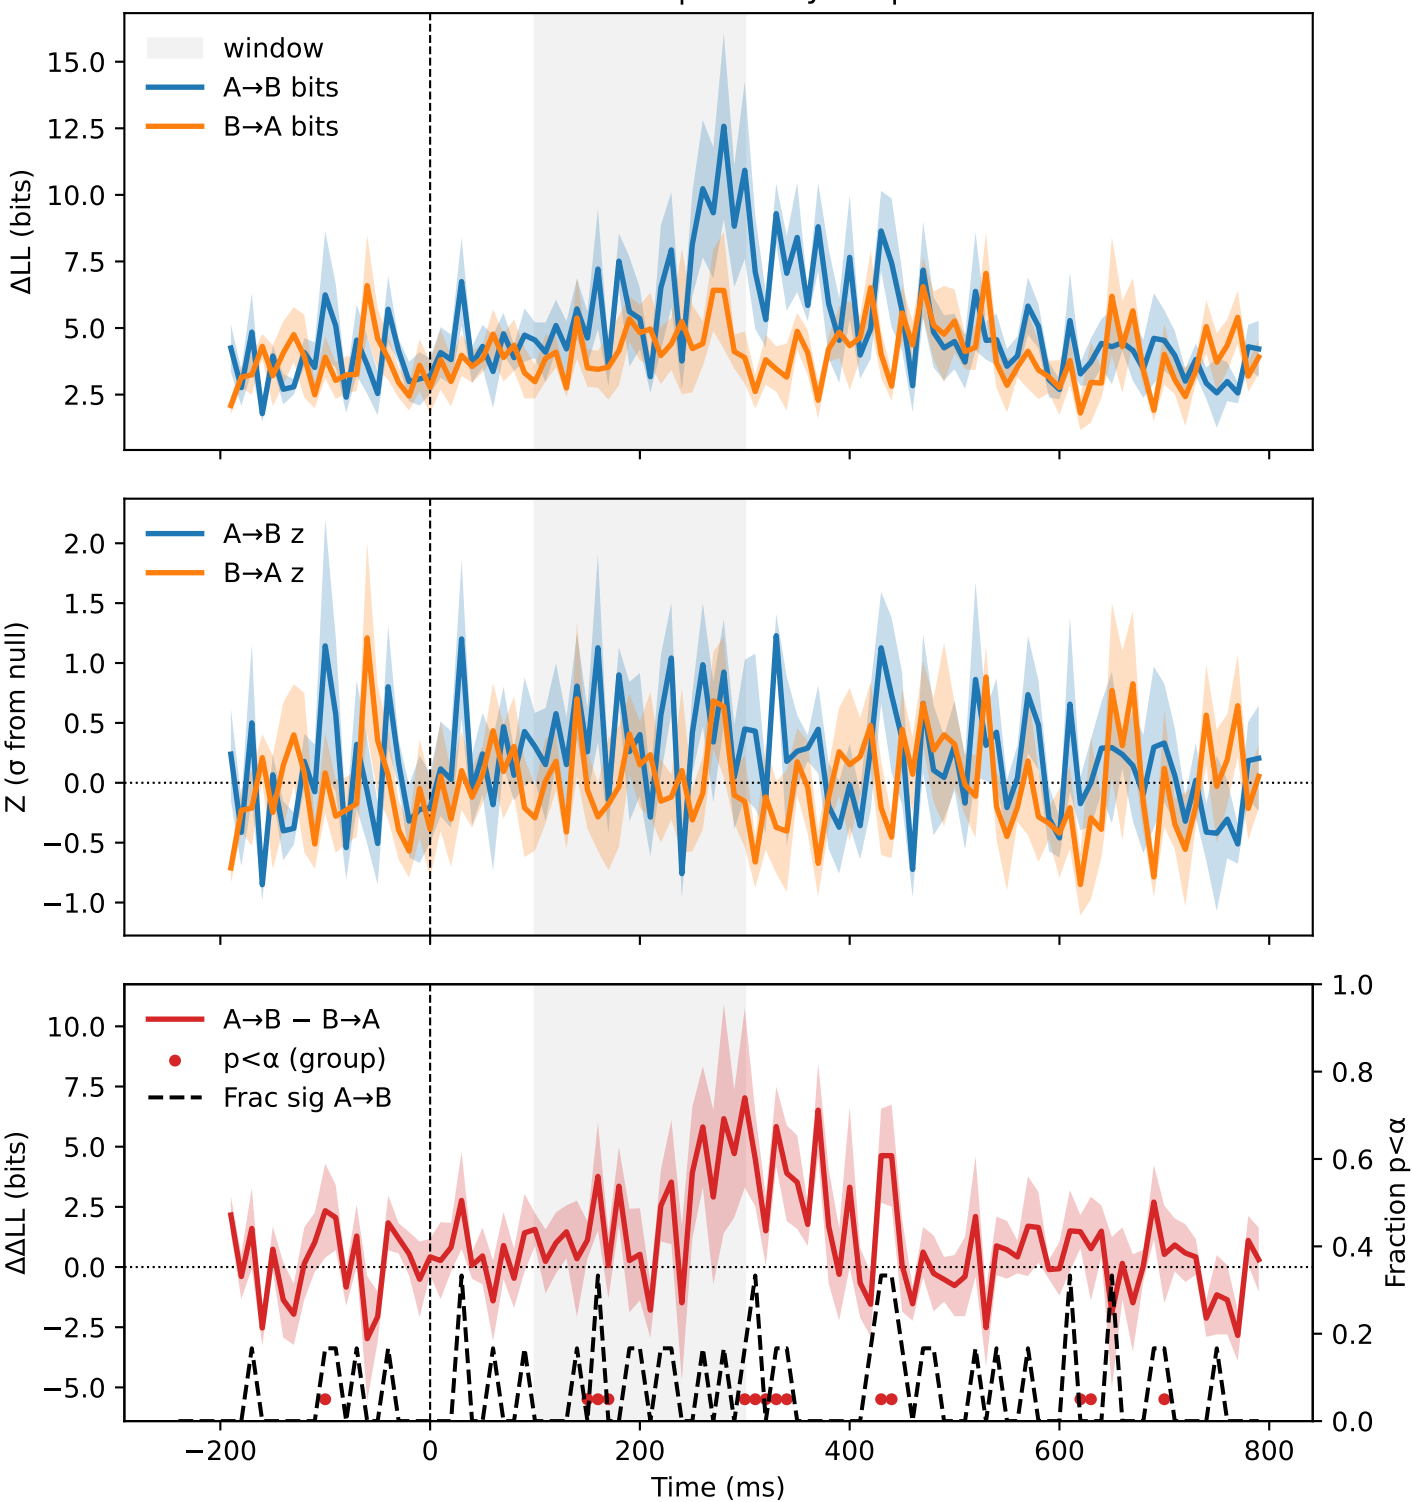 window
A→B bits
B→A bits
15.0
12.5
10.0
7.5
5.0
2.5
ΔLL (bits)
A→B z
B→A z
2.0
1.5
1.0
0.5
0.0
−0.5
−1.0
Z (σ from null)
A→B − B→A
p<α (group)
Frac sig A→B
10.0
7.5
5.0
2.5
0.0
−2.5
−5.0
ΔΔLL (bits)
1.0
0.8
0.6
0.4
0.2
0.0
Fraction p<α
−200 0 200 400 600 800
Time (ms)